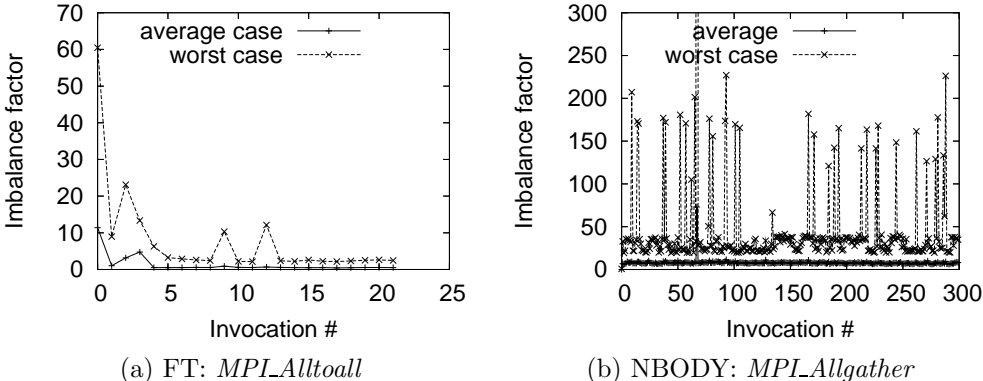 70
60
50
40
30
20
10
0
Imbalance factor
average case
worst case
0 5 10 15 20 25
Invocation #
(a) FT: MPI_Alltoall
300
250
200
150
100
50
0
Imbalance factor
average
worst case
0 50 100 150 200 250 300
Invocation #
(b) NBODY: MPI_Allgather